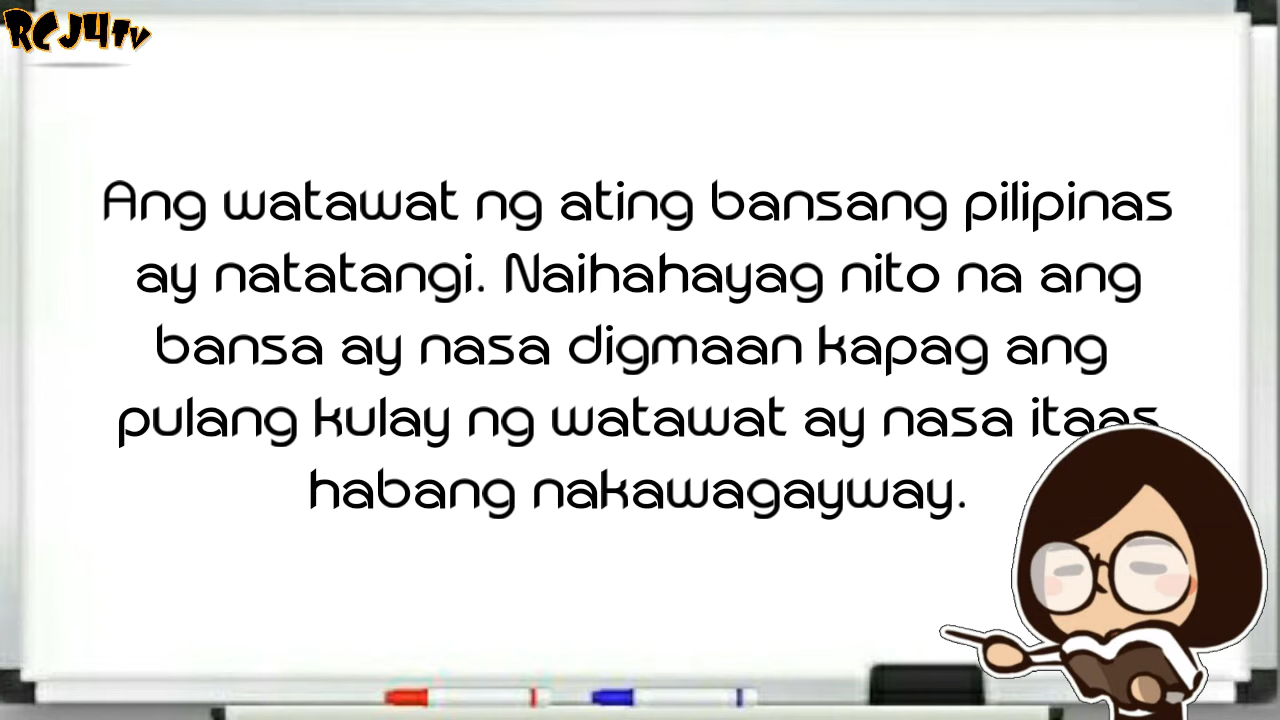 RCJ4TV
Ang watawat ng ating bansang pilipinas
ay natatangi. Naihahayag nito na ang
bansa ay nasa digmaan kapag ang
pulang kulay ng watawat ay nasa itaas
habang nakawagayway.